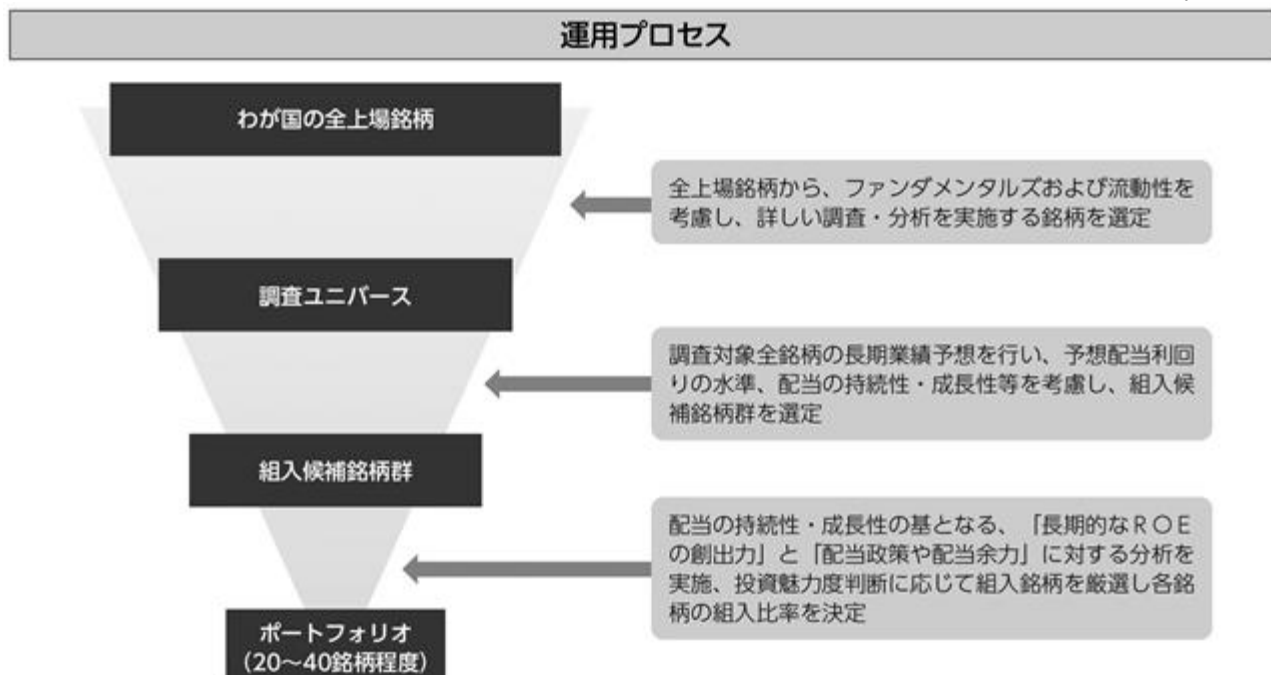 運用プロセス
わが国の全上場銘柄
全上場銘柄から、ファンダメンタルズおよび流動性を
考慮し、詳しい調査・分析を実施する銘柄を選定
調査ユニバース
調査対象全銘柄の長期業績予想を行い、予想配当利回
りの水準、配当の持続性・成長性等を考慮し、組入候
補銘柄群を選定
組入候補銘柄群
配当の持続性・成長性の基となる、「長期的なＲＯＥ
の創出力」と「配当政策や配当余力」に対する分析を
実施、投資魅力度判断に応じて組入銘柄を厳選し各銘
柄の組入比率を決定
ポートフォリオ
（20～40銘柄程度）